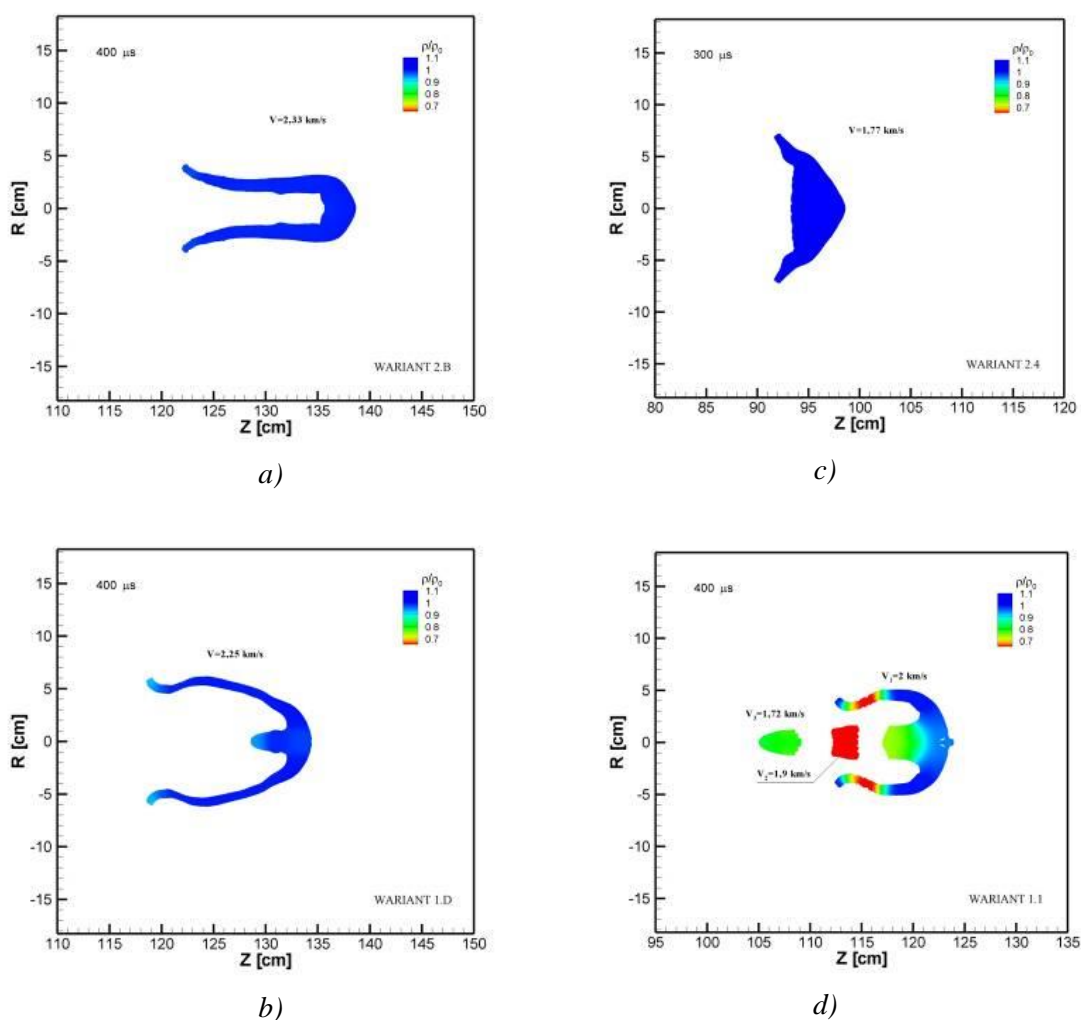 400 μs
ρ/ρ₀
1.1
1
0.9
0.8
0.7
V=2,33 km/s
R [cm]
15
10
5
0
-5
-10
-15
WARIANT 2.B
110 115 120 125 130 135 140 145 150
Z [cm]
a)
300 μs
ρ/ρ₀
1.1
1
0.9
0.8
0.7
V=1,77 km/s
R [cm]
15
10
5
0
-5
-10
-15
WARIANT 2.4
80 85 90 95 100 105 110 115 120
Z [cm]
c)
400 μs
ρ/ρ₀
1.1
1
0.9
0.8
0.7
V=2,25 km/s
R [cm]
15
10
5
0
-5
-10
-15
WARIANT 1.D
110 115 120 125 130 135 140 145 150
Z [cm]
b)
400 μs
ρ/ρ₀
1.1
1
0.9
0.8
0.7
V₁=2 km/s
V₃=1,72 km/s
V₂=1,9 km/s
R [cm]
15
10
5
0
-5
-10
-15
WARIANT 1.1
95 100 105 110 115 120 125 130 135
Z [cm]
d)